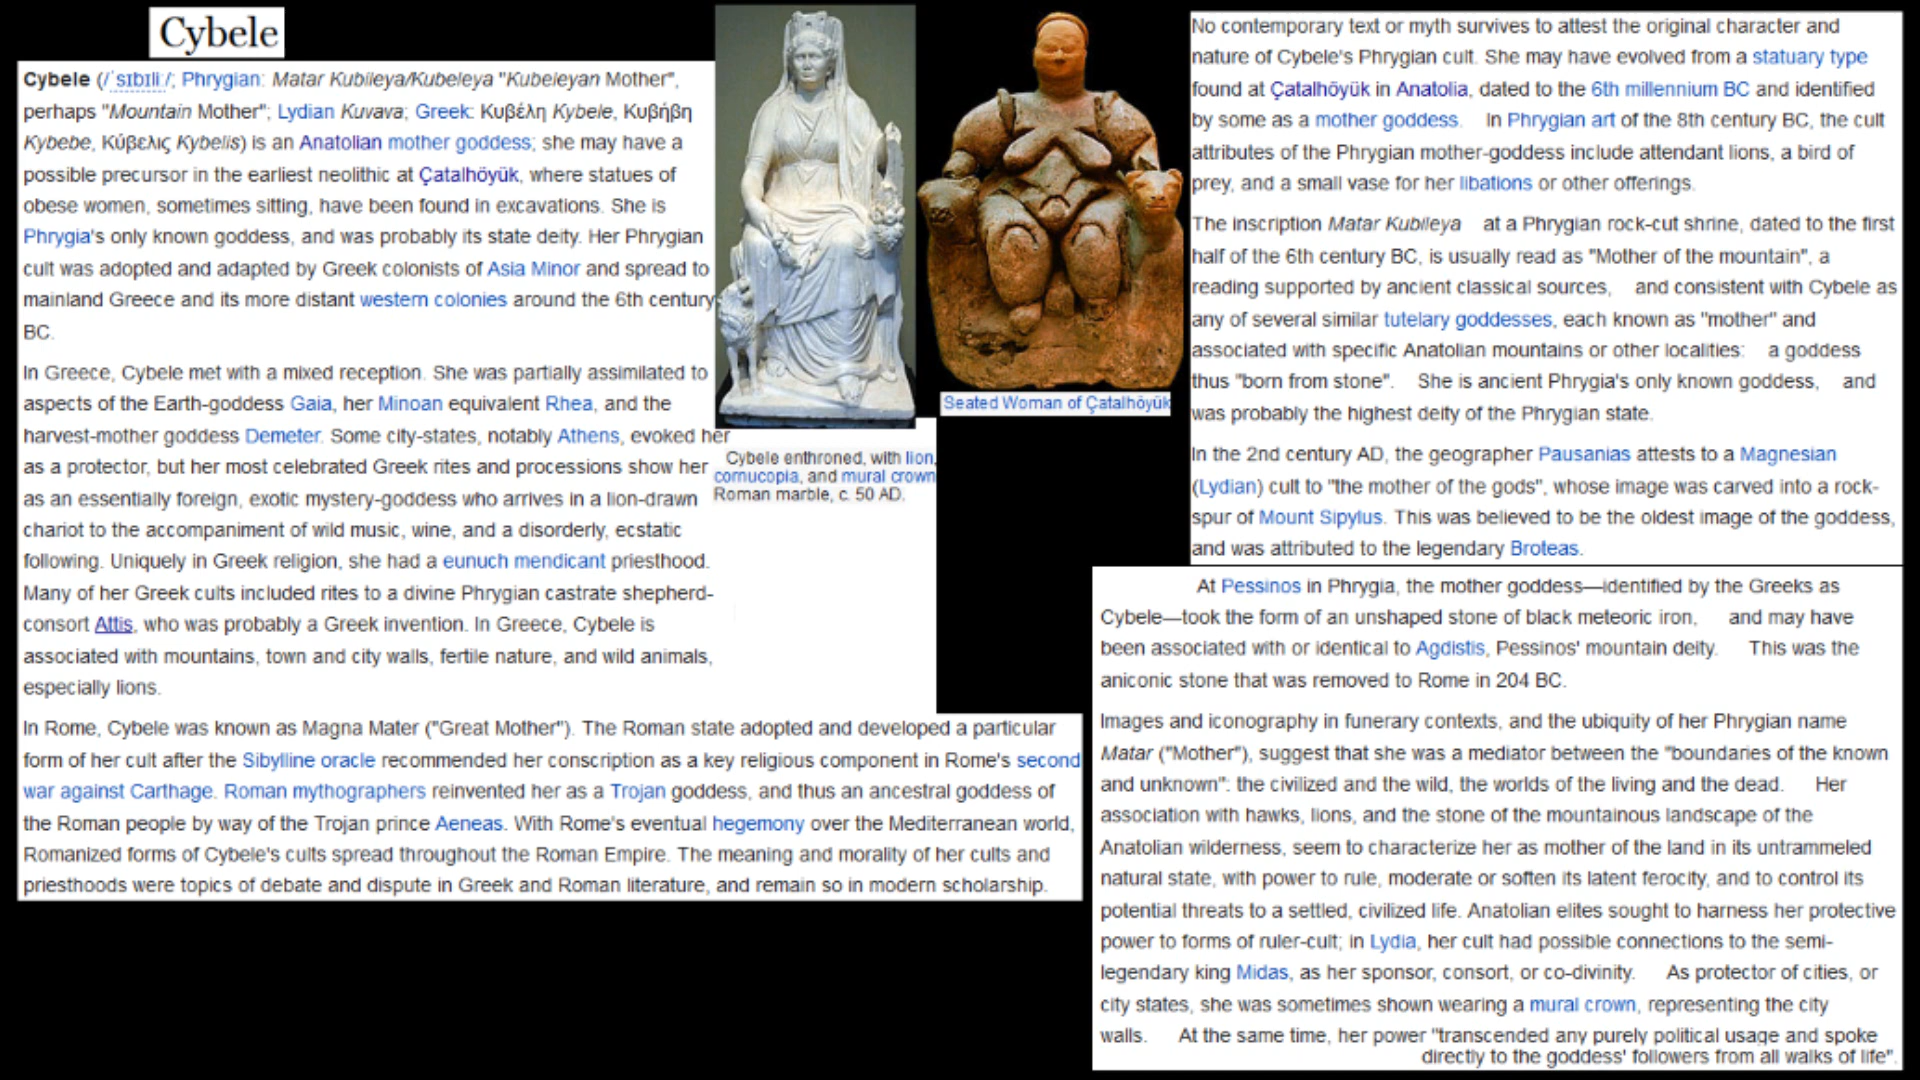 Cybele
Cybele (/ˈsɪbɪliː/; Phrygian: Matar Kubileya/Kubeleya "Kubeleyan Mother",
perhaps "Mountain Mother"; Lydian Kuvava; Greek: Κυβέλη Kybele, Κυβήβη
Kybebe, Κύβελις Kybelis) is an Anatolian mother goddess; she may have a
possible precursor in the earliest neolithic at Çatalhöyük, where statues of
obese women, sometimes sitting, have been found in excavations. She is
Phrygia's only known goddess, and was probably its state deity. Her Phrygian
cult was adopted and adapted by Greek colonists of Asia Minor and spread to
mainland Greece and its more distant western colonies around the 6th century
BC.
In Greece, Cybele met with a mixed reception. She was partially assimilated to
aspects of the Earth-goddess Gaia, her Minoan equivalent Rhea, and the
harvest-mother goddess Demeter. Some city-states, notably Athens, evoked her
as a protector, but her most celebrated Greek rites and processions show her
as an essentially foreign, exotic mystery-goddess who arrives in a lion-drawn
chariot to the accompaniment of wild music, wine, and a disorderly, ecstatic
following. Uniquely in Greek religion, she had a eunuch mendicant priesthood.
Many of her Greek cults included rites to a divine Phrygian castrate shepherd-
consort Attis, who was probably a Greek invention. In Greece, Cybele is
associated with mountains, town and city walls, fertile nature, and wild animals,
especially lions.
In Rome, Cybele was known as Magna Mater ("Great Mother"). The Roman state adopted and developed a particular
form of her cult after the Sibylline oracle recommended her conscription as a key religious component in Rome's second
war against Carthage. Roman mythographers reinvented her as a Trojan goddess, and thus an ancestral goddess of
the Roman people by way of the Trojan prince Aeneas. With Rome's eventual hegemony over the Mediterranean world,
Romanized forms of Cybele's cults spread throughout the Roman Empire. The meaning and morality of her cults and
priesthoods were topics of debate and dispute in Greek and Roman literature, and remain so in modern scholarship.
Cybele enthroned, with lion,
cornucopia, and mural crown
Roman marble, c. 50 AD.
Seated Woman of Çatalhöyük
No contemporary text or myth survives to attest the original character and
nature of Cybele's Phrygian cult. She may have evolved from a statuary type
found at Çatalhöyük in Anatolia, dated to the 6th millennium BC and identified
by some as a mother goddess. In Phrygian art of the 8th century BC, the cult
attributes of the Phrygian mother-goddess include attendant lions, a bird of
prey, and a small vase for her libations or other offerings.
The inscription Matar Kubileya at a Phrygian rock-cut shrine, dated to the first
half of the 6th century BC, is usually read as "Mother of the mountain", a
reading supported by ancient classical sources, and consistent with Cybele as
any of several similar tutelary goddesses, each known as "mother" and
associated with specific Anatolian mountains or other localities: a goddess
thus "born from stone". She is ancient Phrygia's only known goddess, and
was probably the highest deity of the Phrygian state.
In the 2nd century AD, the geographer Pausanias attests to a Magnesian
(Lydian) cult to "the mother of the gods", whose image was carved into a rock-
spur of Mount Sipylus. This was believed to be the oldest image of the goddess,
and was attributed to the legendary Broteas.
At Pessinos in Phrygia, the mother goddess—identified by the Greeks as
Cybele—took the form of an unshaped stone of black meteoric iron, and may have
been associated with or identical to Agdistis, Pessinos' mountain deity. This was the
aniconic stone that was removed to Rome in 204 BC.
Images and iconography in funerary contexts, and the ubiquity of her Phrygian name
Matar ("Mother"), suggest that she was a mediator between the "boundaries of the known
and unknown": the civilized and the wild, the worlds of the living and the dead. Her
association with hawks, lions, and the stone of the mountainous landscape of the
Anatolian wilderness, seem to characterize her as mother of the land in its untrammeled
natural state, with power to rule, moderate or soften its latent ferocity, and to control its
potential threats to a settled, civilized life. Anatolian elites sought to harness her protective
power to forms of ruler-cult; in Lydia, her cult had possible connections to the semi-
legendary king Midas, as her sponsor, consort, or co-divinity. As protector of cities, or
city states, she was sometimes shown wearing a mural crown, representing the city
walls. At the same time, her power "transcended any purely political usage and spoke
directly to the goddess' followers from all walks of life".